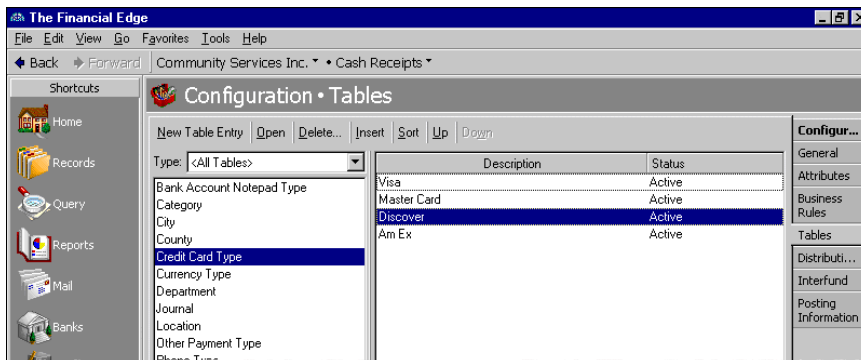 The Financial Edge
File Edit View Go Favorites Tools Help
Back Forward Community Services Inc. • Cash Receipts
Shortcuts
Home
Records
Query
Reports
Mail
Banks
Configuration • Tables
New Table Entry Open Delete... Insert Sort Up Down
Type: <All Tables>
Bank Account Notepad Type
Category
City
County
Credit Card Type
Currency Type
Department
Journal
Location
Other Payment Type
Phone Type
Description Status
Visa Active
Master Card Active
Discover Active
Am Ex Active
Configur...
General
Attributes
Business
Rules
Tables
Distributi...
Interfund
Posting
Information